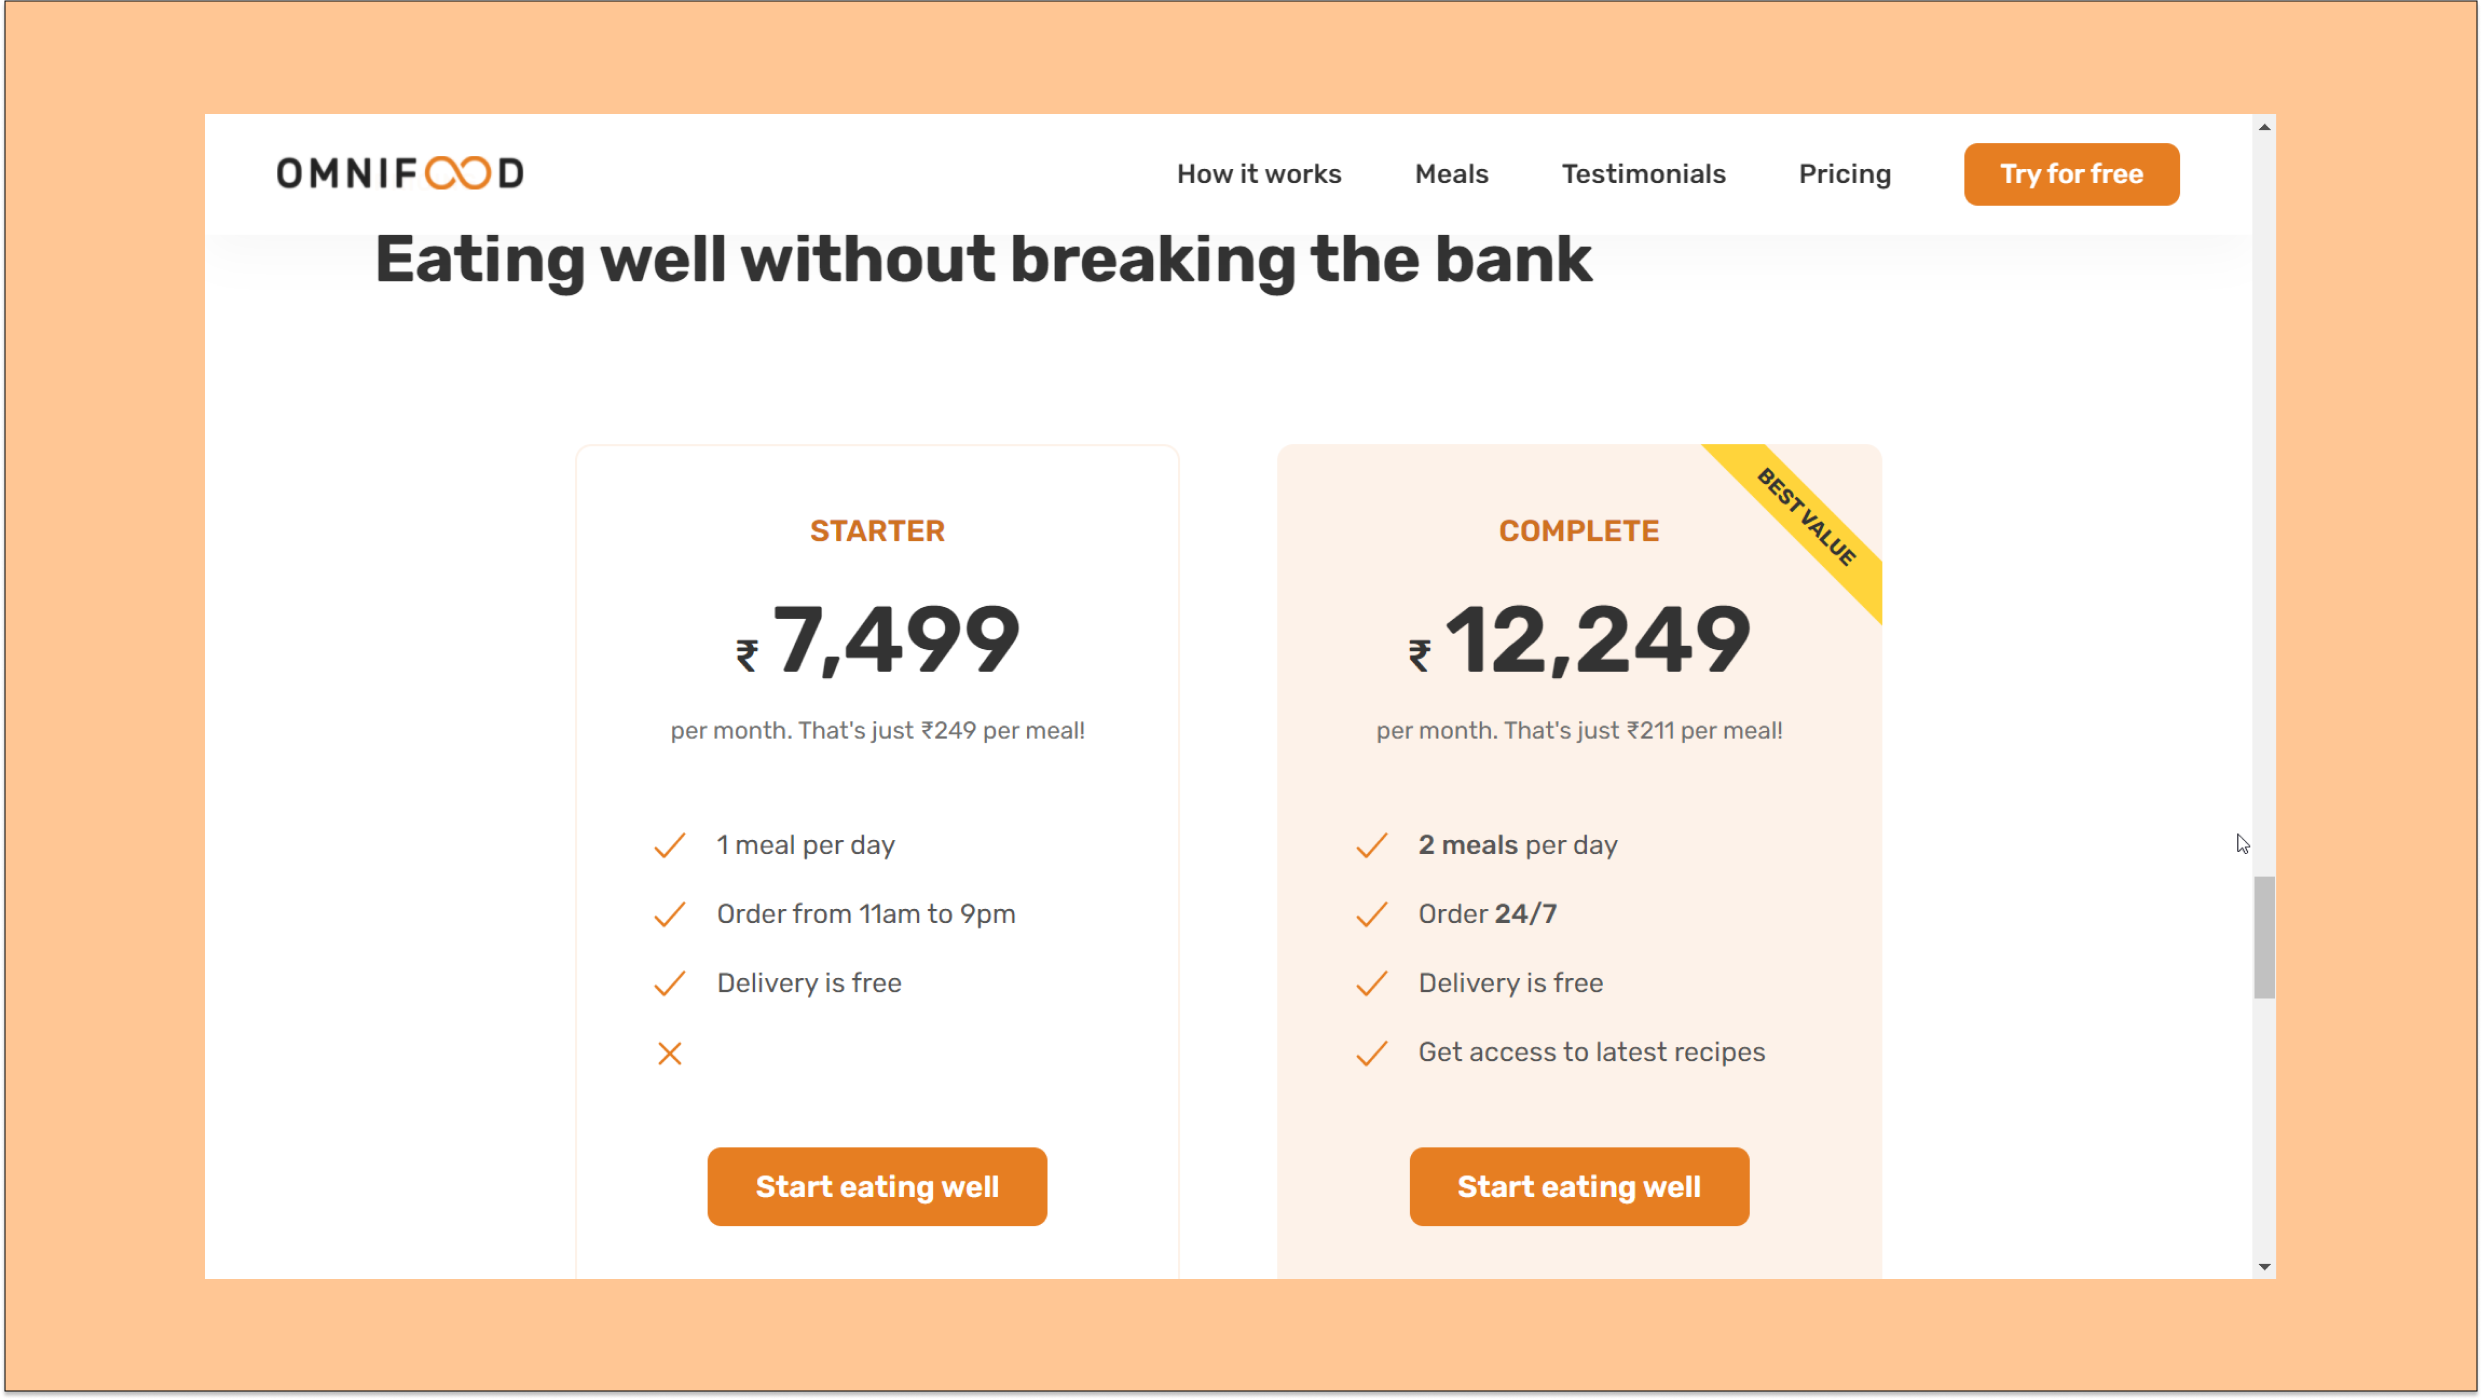 OMNIFOOD
How it works Meals Testimonials Pricing Try for free
Eating well without breaking the bank
STARTER
₹ 7,499
per month. That's just ₹249 per meal!
1 meal per day
Order from 11am to 9pm
Delivery is free
Start eating well
BEST VALUE
COMPLETE
₹ 12,249
per month. That's just ₹211 per meal!
2 meals per day
Order 24/7
Delivery is free
Get access to latest recipes
Start eating well